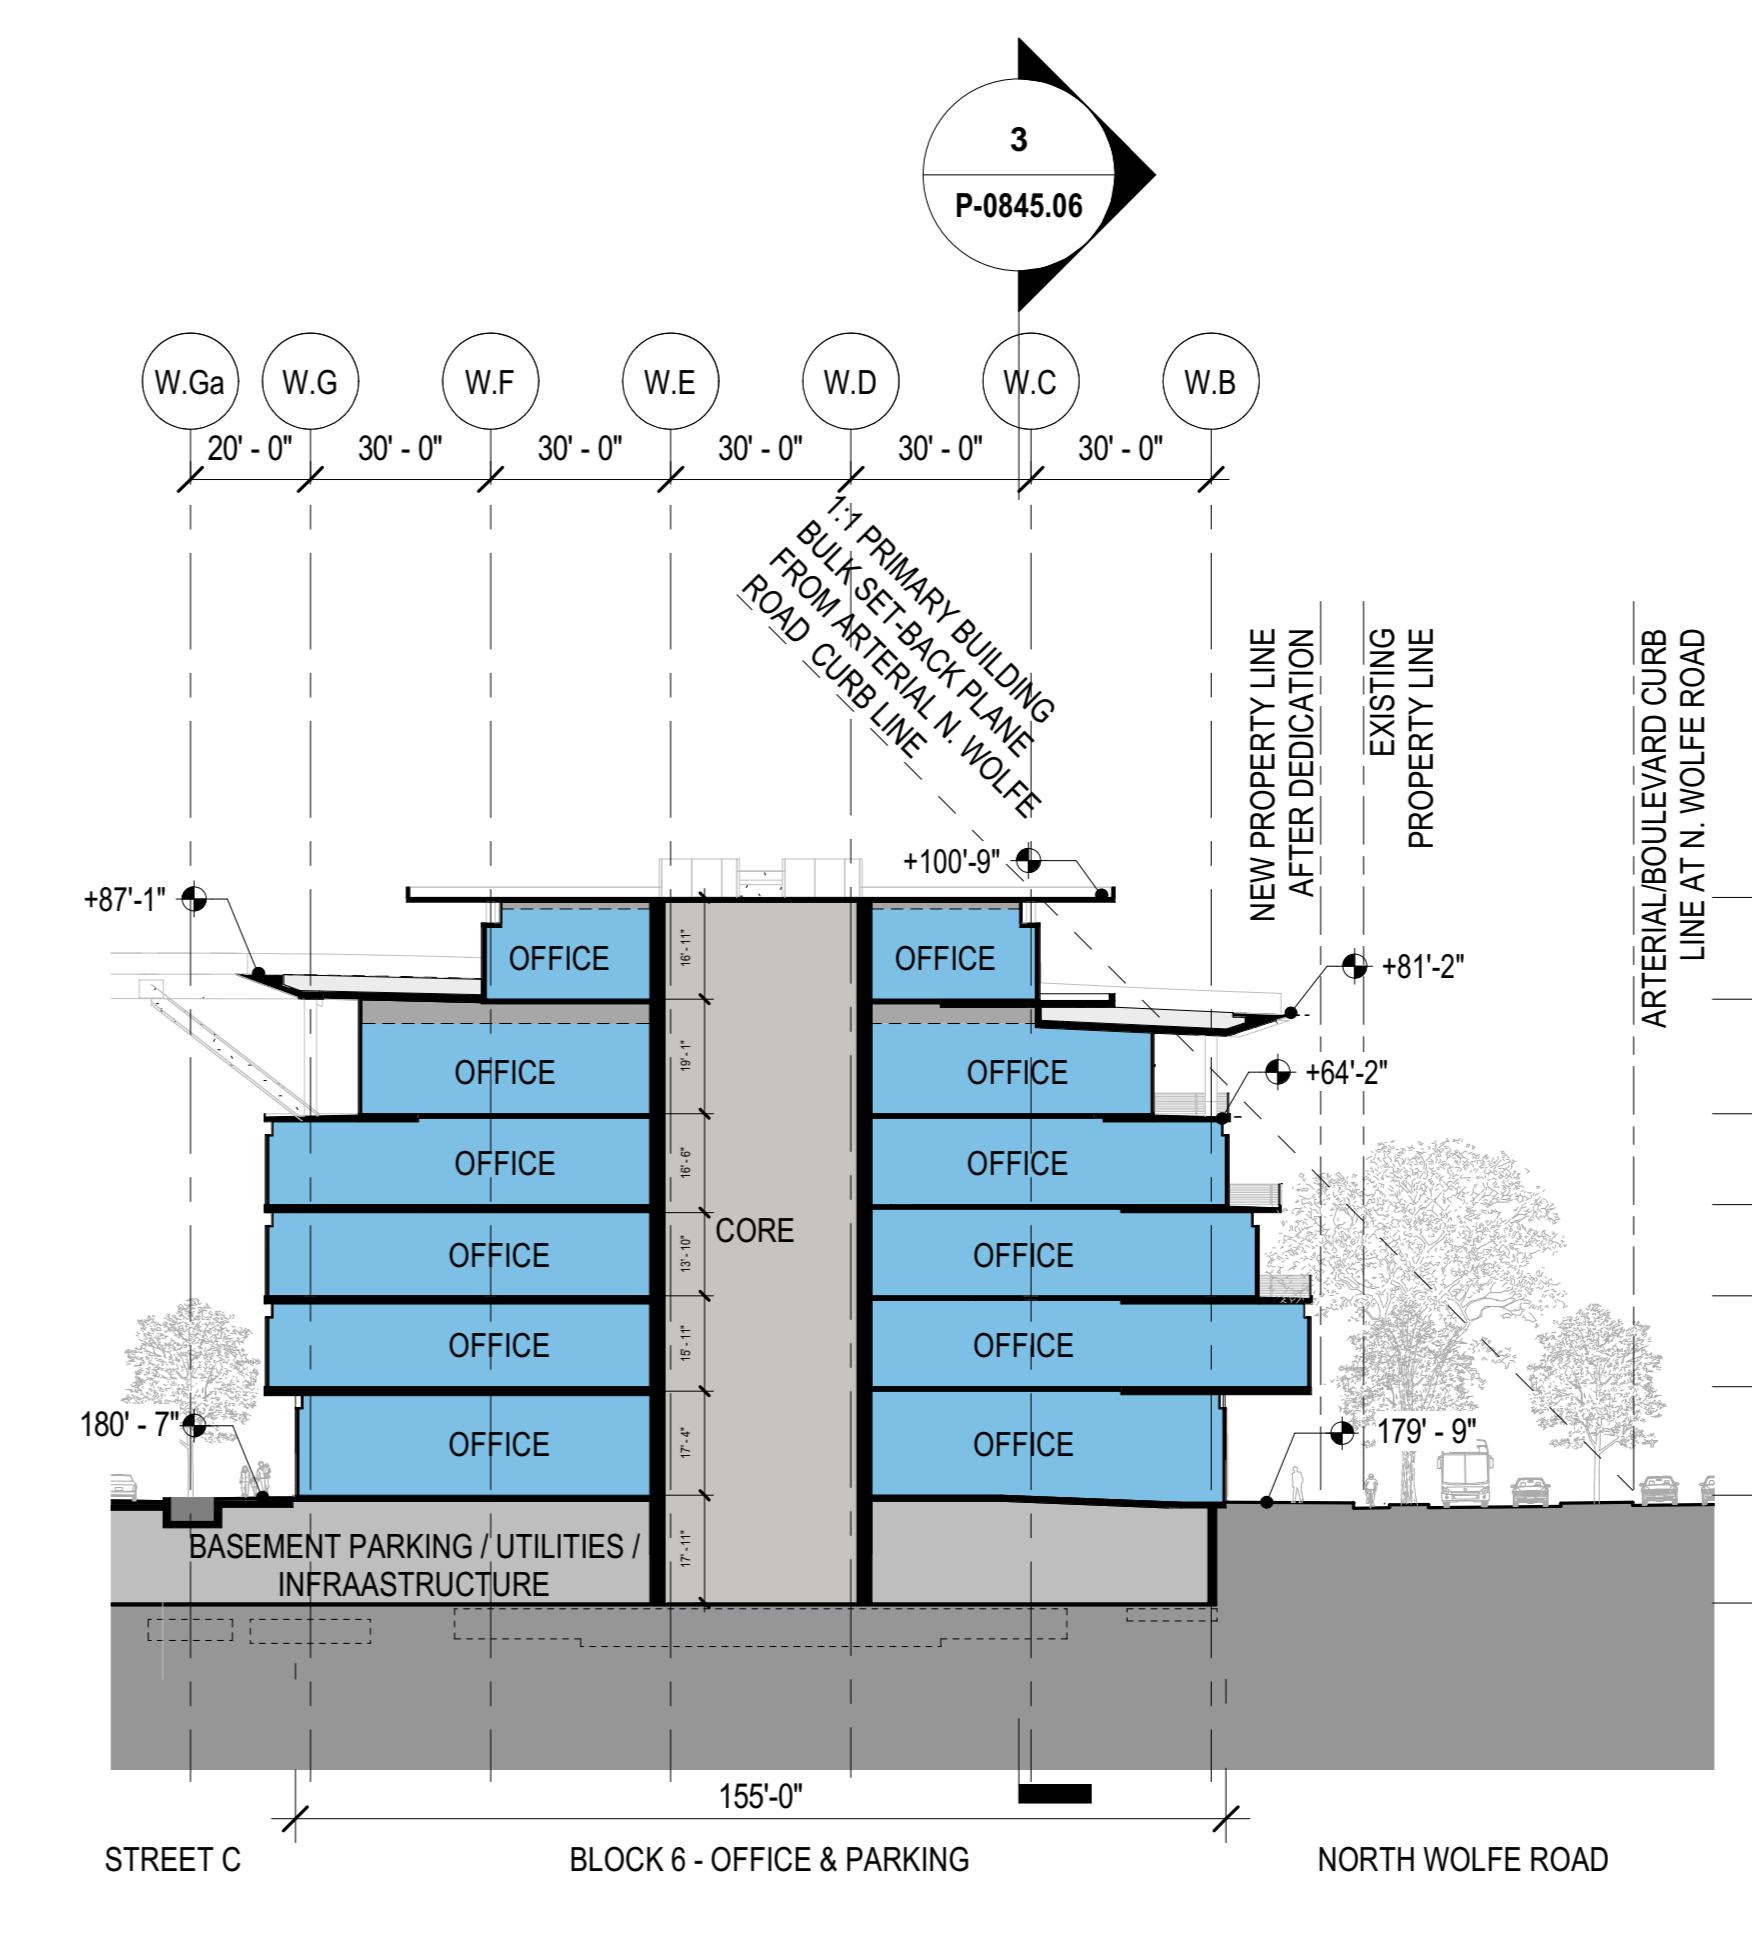 3
P-0845.06
W.Ga
W.G
W.F
W.E
W.D
W.C
W.B
20' - 0"
30' - 0"
30' - 0"
30' - 0"
30' - 0"
30' - 0"
1:1 PRIMARY BUILDING
BULK SET-BACK PLANE
FROM ARTERIAL N. WOLFE
ROAD CURB LINE
NEW PROPERTY LINE
AFTER DEDICATION
EXISTING
PROPERTY LINE
ARTERIAL/BOULEVARD CURB
LINE AT N. WOLFE ROAD
+100'-9"
+87'-1"
+81'-2"
+64'-2"
OFFICE
16' - 11"
OFFICE
OFFICE
19' - 1"
OFFICE
OFFICE
16' - 6"
OFFICE
CORE
OFFICE
13' - 10"
OFFICE
OFFICE
15' - 11"
OFFICE
180' - 7"
179' - 9"
OFFICE
17' - 4"
OFFICE
BASEMENT PARKING / UTILITIES /
INFRAASTRUCTURE
17' - 11"
155'-0"
STREET C
BLOCK 6 - OFFICE & PARKING
NORTH WOLFE ROAD